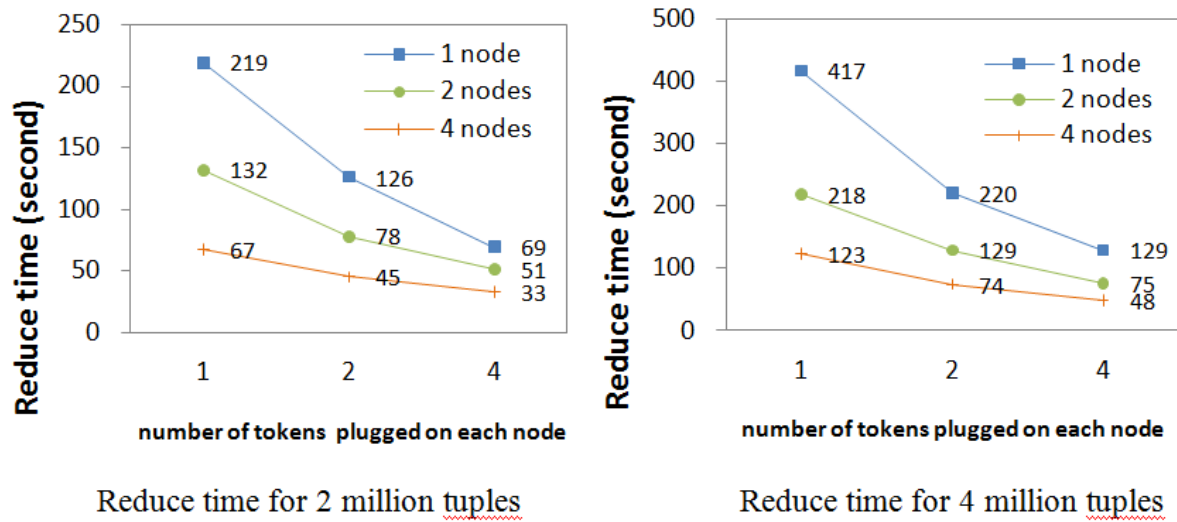 250
200
150
100
50
0
Reduce time (second)
1 node
2 nodes
4 nodes
219
132
126
67
78
45
69
51
33
1 2 4
number of tokens plugged on each node
Reduce time for 2 million tuples
500
400
300
200
100
0
Reduce time (second)
1 node
2 nodes
4 nodes
417
218
220
123
129
74
129
75
48
1 2 4
number of tokens plugged on each node
Reduce time for 4 million tuples